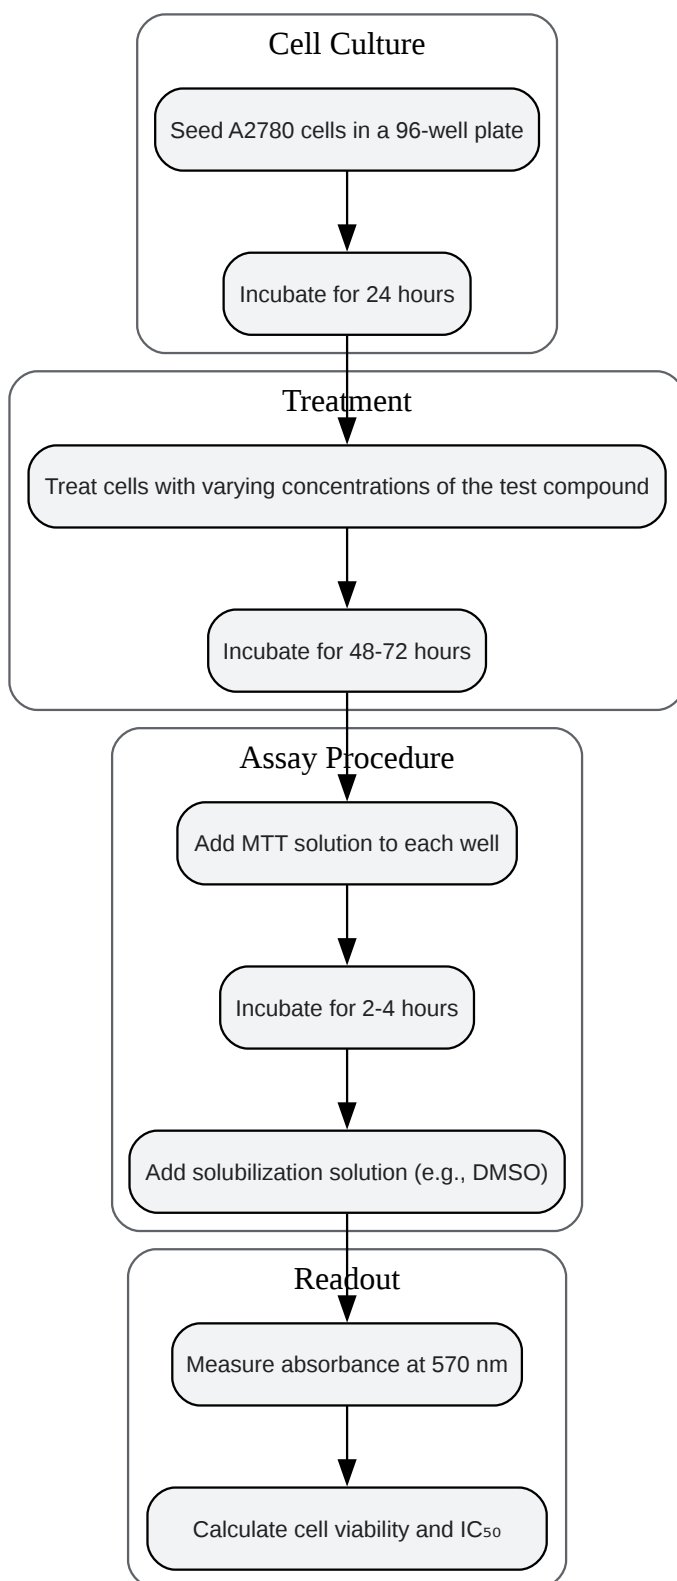 Cell Culture
Seed A2780 cells in a 96-well plate
Incubate for 24 hours
Treatment
Treat cells with varying concentrations of the test compound
Incubate for 48-72 hours
Assay Procedure
Add MTT solution to each well
Incubate for 2-4 hours
Add solubilization solution (e.g., DMSO)
Readout
Measure absorbance at 570 nm
Calculate cell viability and IC₅₀